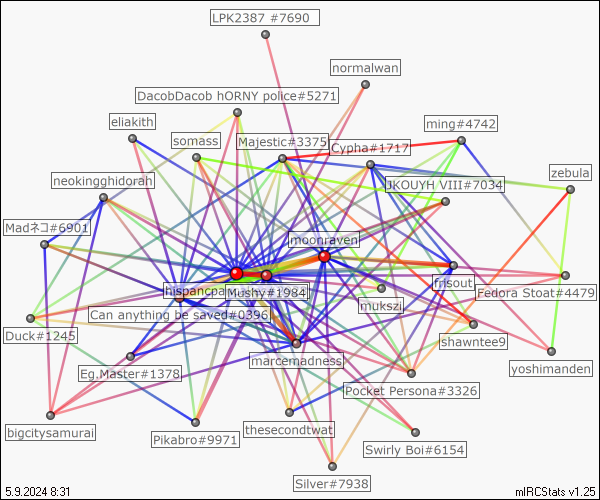 LPK2387 #7690
normalwan
DacobDacob hORNY police#5271
eliakith
ming#4742
somass
Majestic#3375
Cypha#1717
zebula
neokingghidorah
JKOUYH VIII#7034
Madネコ#6901
moonraven
hispanicpa
Mushy#1984
frisout
Fedora Stoat#4479
mukszi
Can anything be saved#0396
Duck#1245
shawntee9
marcemadness
yoshimanden
Eg.Master#1378
Pocket Persona#3326
bigcitysamurai
Pikabro#9971
thesecondtwat
Swirly Boi#6154
Silver#7938
5.9.2024 8:31
mIRCStats v1.25